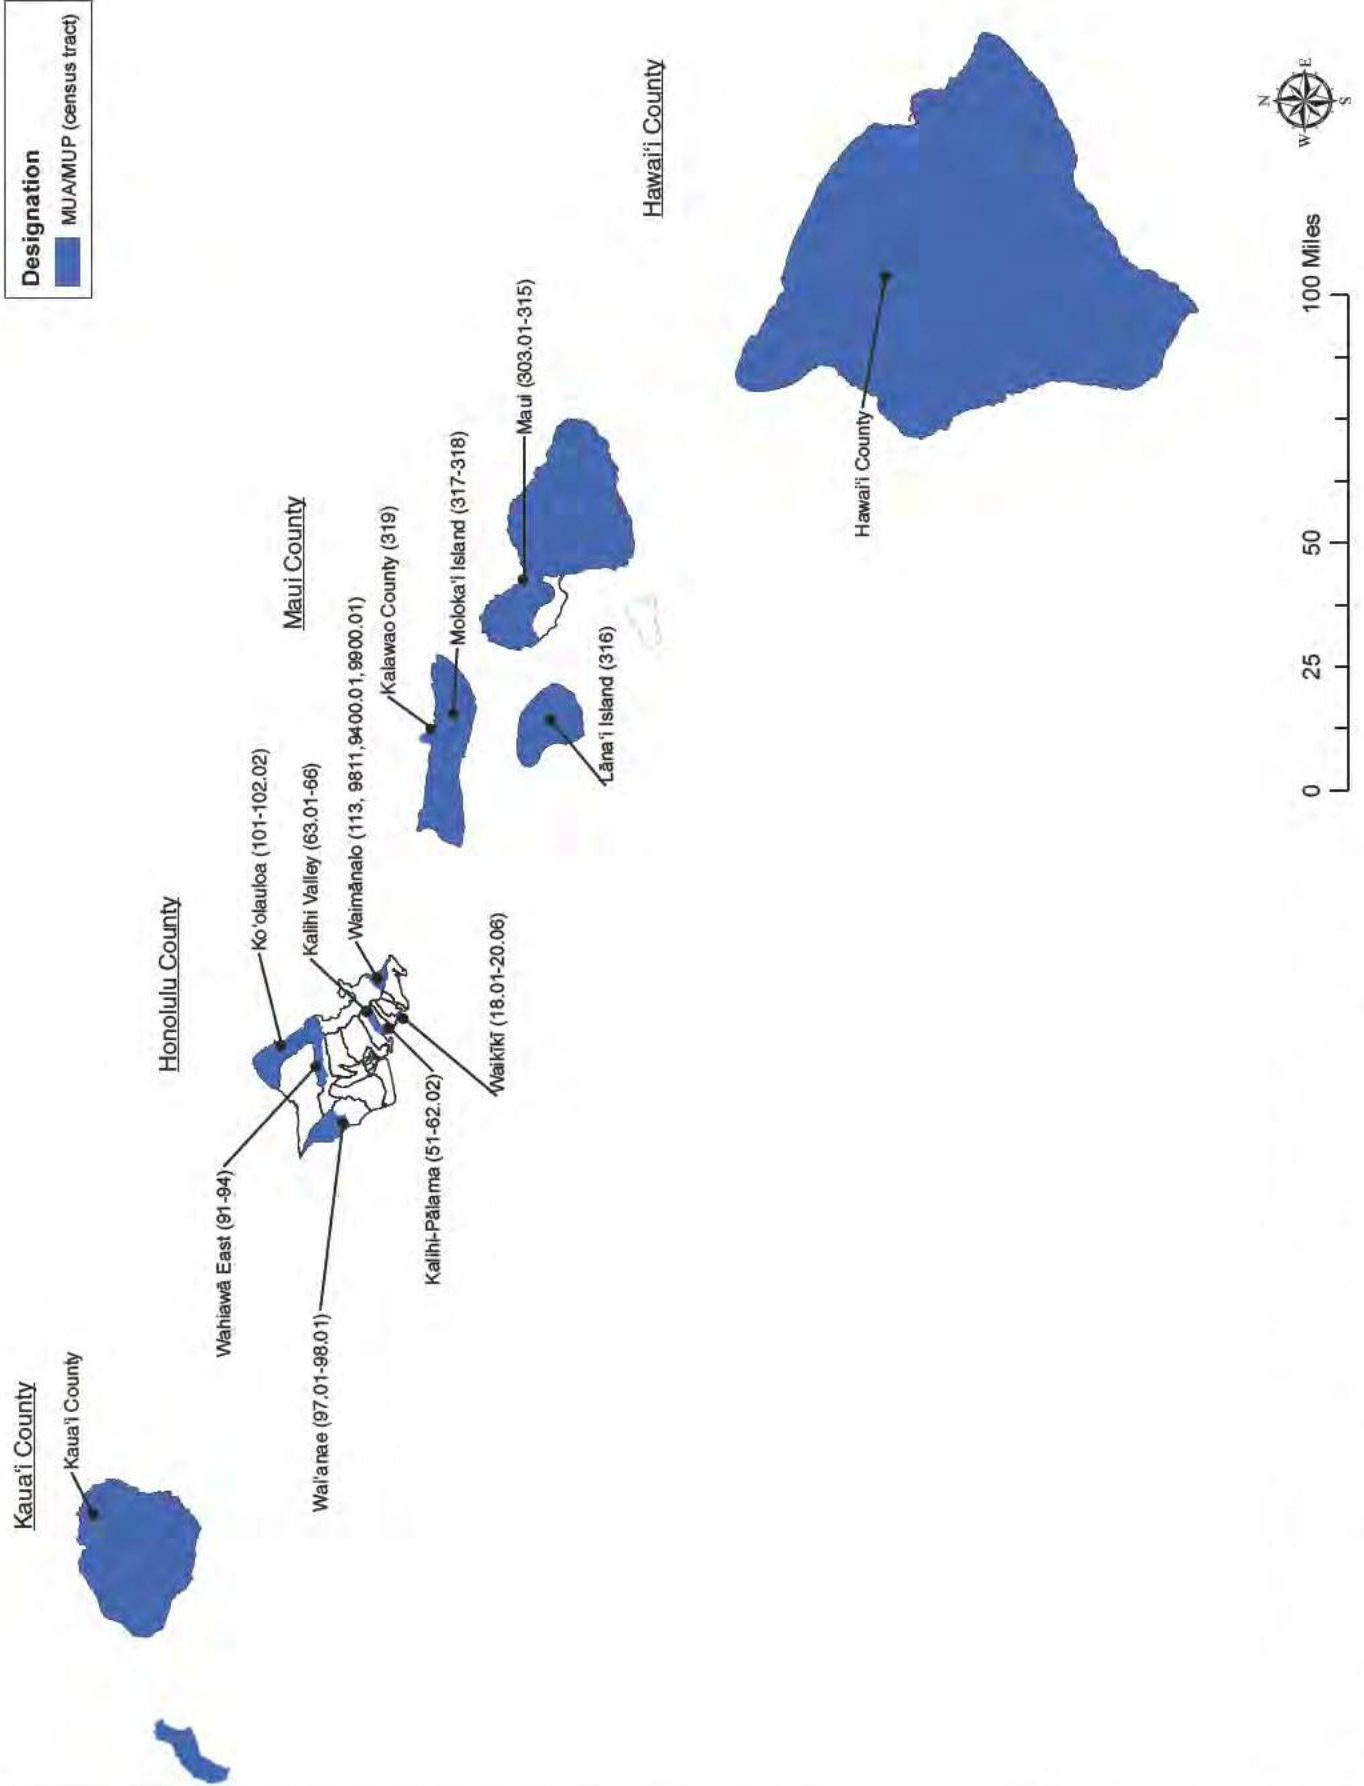 Designation
MUA/MUP (census tract)
Kaua'i County
Kaua'i County
Honolulu County
Ko'olauloa (101-102.02)
Kalihi Valley (63.01-66)
Waimānalo (113, 9811,9400.01,9900.01)
Wahiawā East (91-94)
Wai'anae (97.01-98.01)
Kalihi-Pālama (51-62.02)
Waikīkī (18.01-20.06)
Maui County
Kalawao County (319)
Moloka'i Island (317-318)
Maui (303.01-315)
Lāna'i Island (316)
Hawai'i County
Hawai'i County
0 25 50 100 Miles
N
W E
S